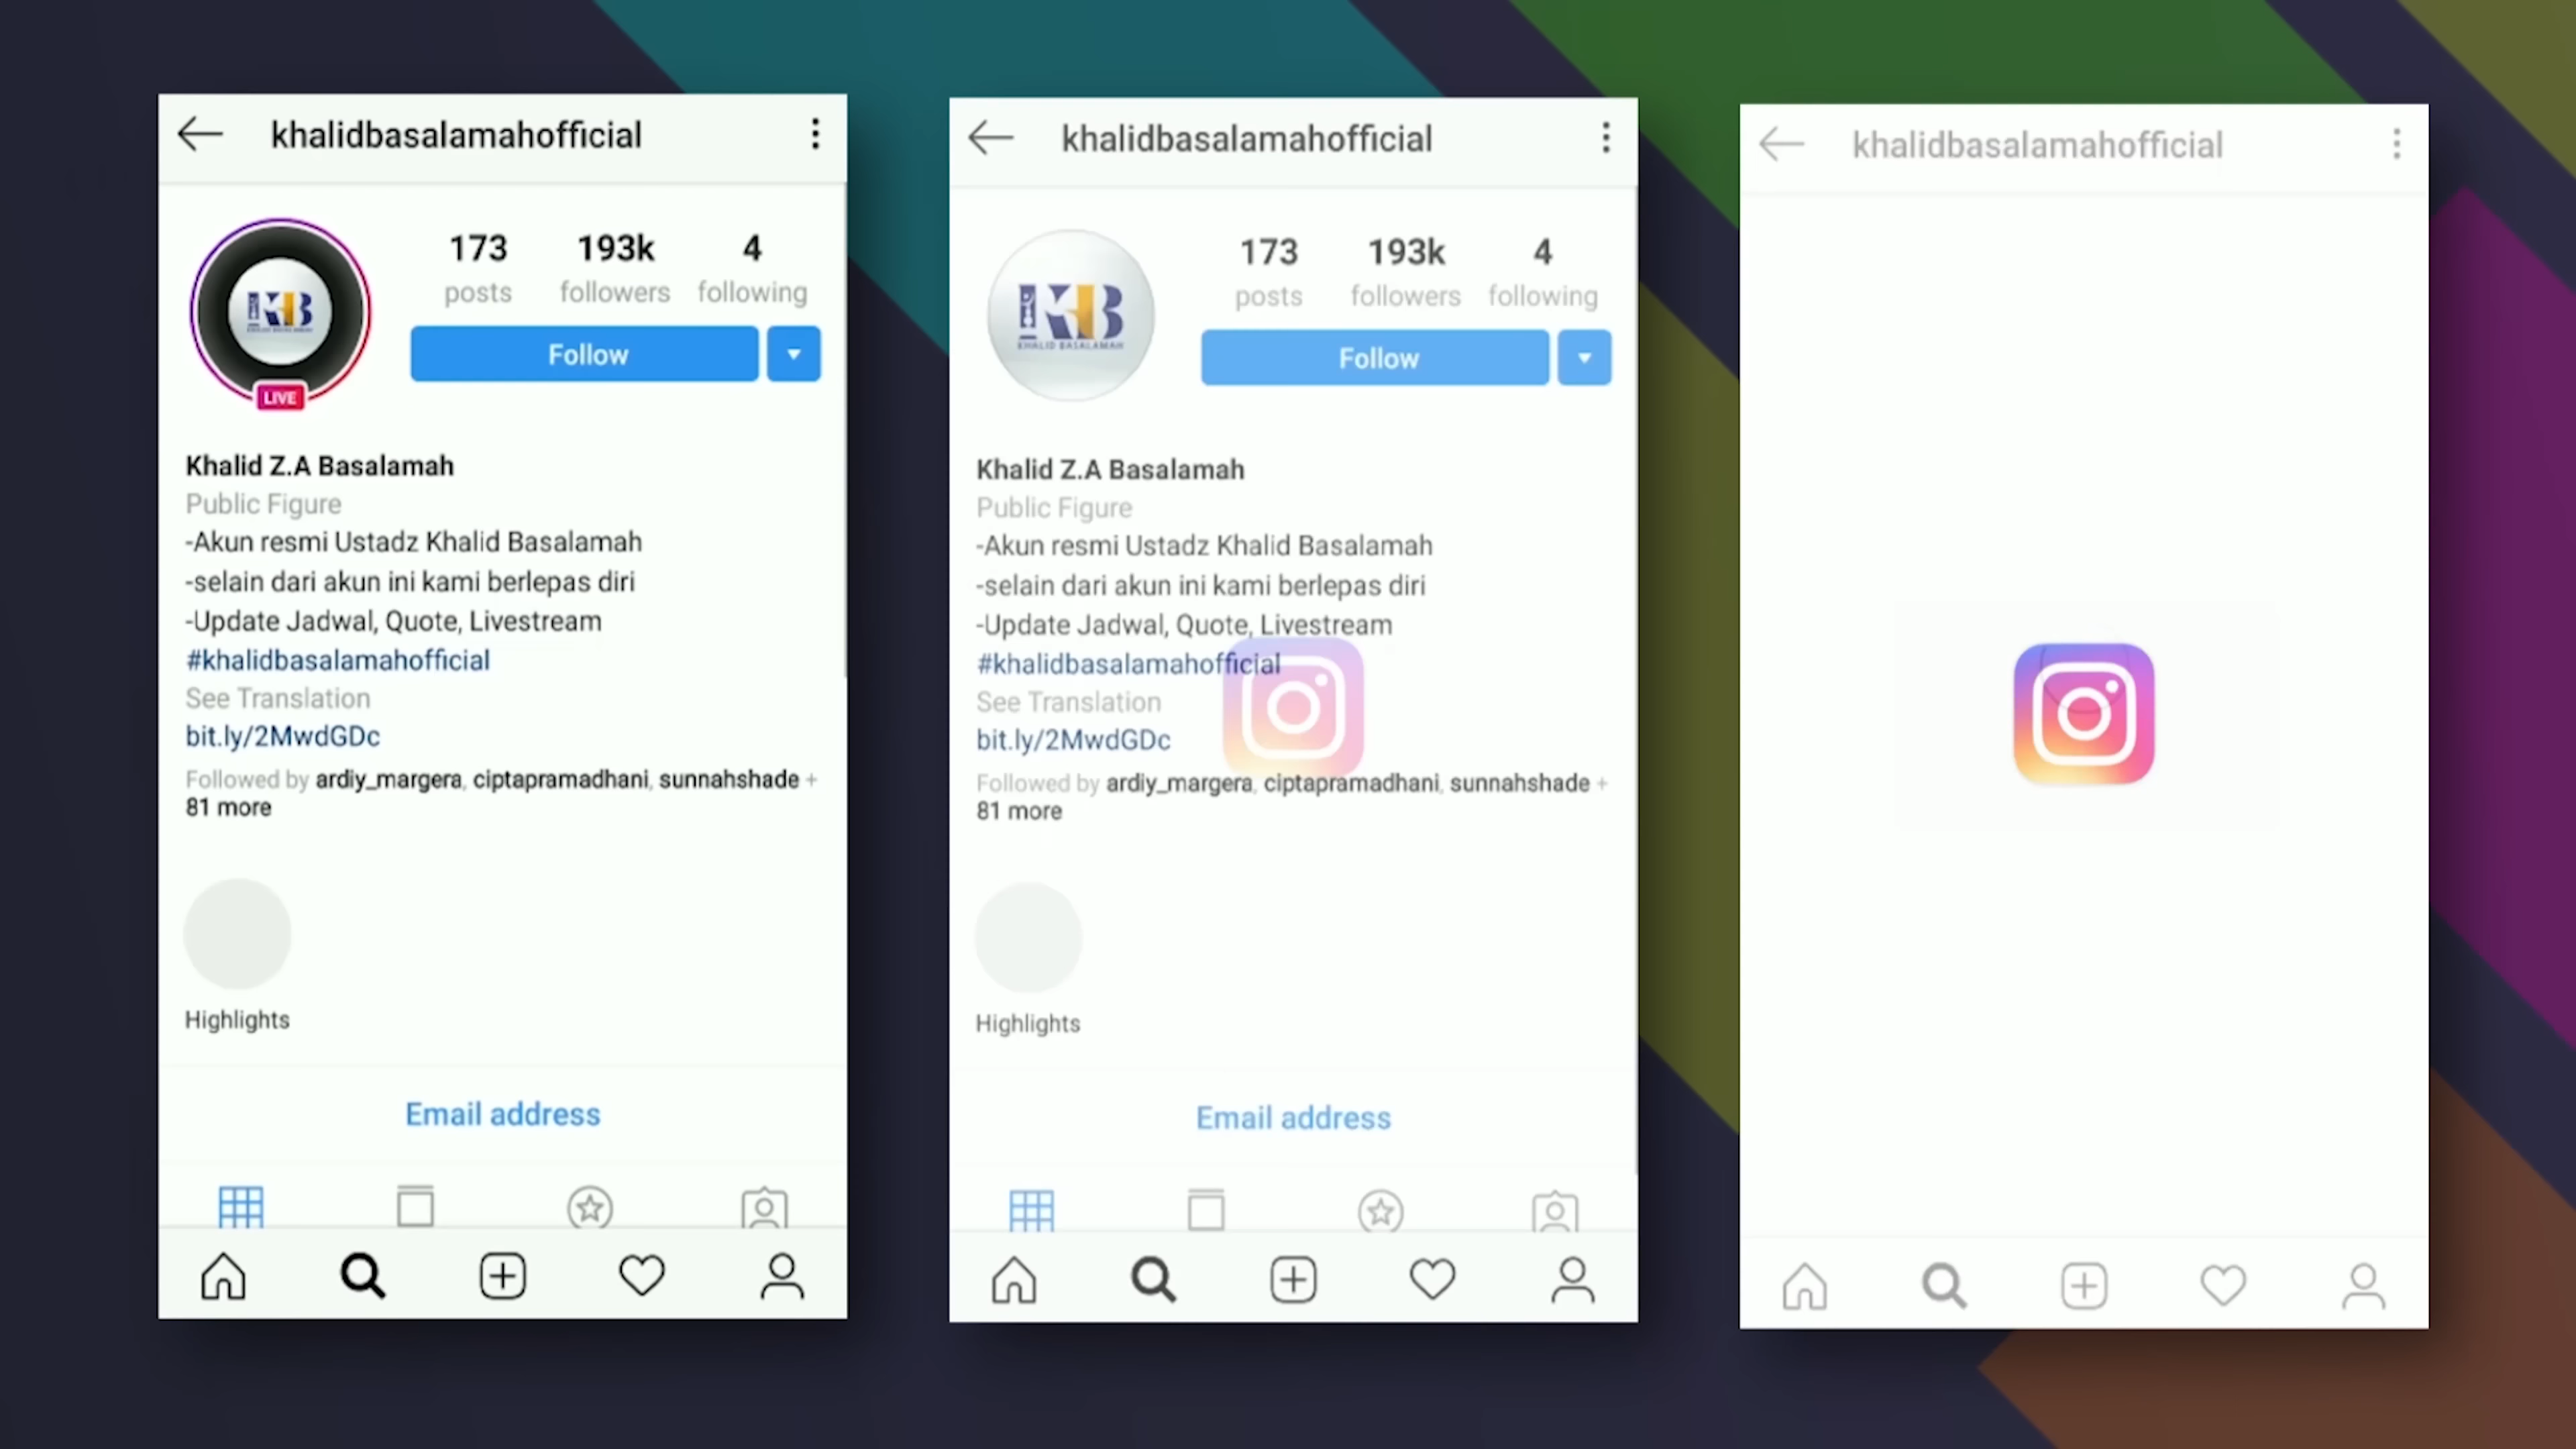 khalidbasalamahofficial
KB
173 193k 4
posts followers following
Follow
LIVE
Khalid Z.A Basalamah
Public Figure
-Akun resmi Ustadz Khalid Basalamah
-selain dari akun ini kami berlepas diri
-Update Jadwal, Quote, Livestream
#khalidbasalamahofficial
See Translation
bit.ly/2MwdGDc
Followed by ardiy_margera, ciptapramadhani, sunnahshade +
81 more
Highlights
Email address
khalidbasalamahofficial
KB
KHALID BASALAMAH
173 193k 4
posts followers following
Follow
Khalid Z.A Basalamah
Public Figure
-Akun resmi Ustadz Khalid Basalamah
-selain dari akun ini kami berlepas diri
-Update Jadwal, Quote, Livestream
#khalidbasalamahofficial
See Translation
bit.ly/2MwdGDc
Followed by ardiy_margera, ciptapramadhani, sunnahshade +
81 more
Highlights
Email address
khalidbasalamahofficial